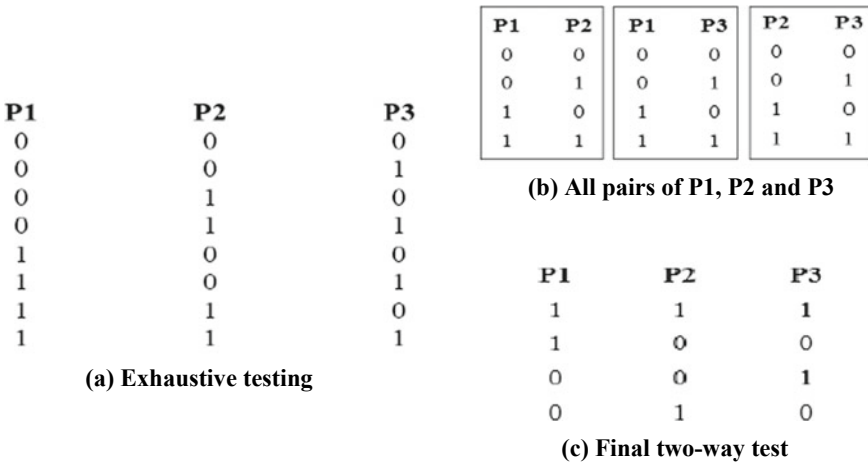 P1 P2 P3
0 0 0
0 0 1
0 1 0
0 1 1
1 0 0
1 0 1
1 1 0
1 1 1
(a) Exhaustive testing
P1 P2 P1 P3 P2 P3
0 0 0 0 0 0
0 1 0 1 0 1
1 0 1 0 1 0
1 1 1 1 1 1
(b) All pairs of P1, P2 and P3
P1 P2 P3
1 1 1
1 0 0
0 0 1
0 1 0
(c) Final two-way test